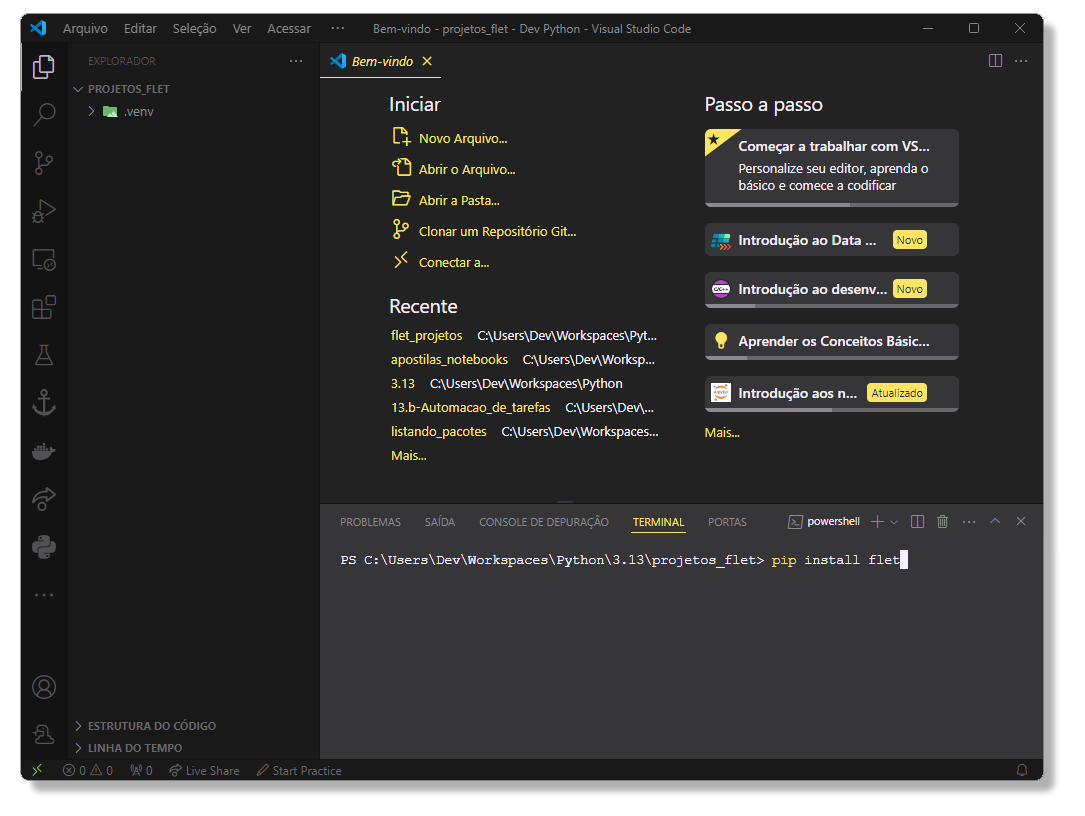 Arquivo Editar Seleção Ver Acessar ··· Bem-vindo - projetos_flet - Dev Python - Visual Studio Code
EXPLORADOR ···
PROJETOS_FLET
.venv
ESTRUTURA DO CÓDIGO
LINHA DO TEMPO
Bem-vindo
Iniciar
Novo Arquivo...
Abrir o Arquivo...
Abrir a Pasta...
Clonar um Repositório Git...
Conectar a...
Recente
flet_projetos C:\Users\Dev\Workspaces\Pyt...
apostilas_notebooks C:\Users\Dev\Worksp...
3.13 C:\Users\Dev\Workspaces\Python
13.b-Automacao_de_tarefas C:\Users\Dev\...
listando_pacotes C:\Users\Dev\Workspaces...
Mais...
Passo a passo
Começar a trabalhar com VS...
Personalize seu editor, aprenda o
básico e comece a codificar
Introdução ao Data ... Novo
C/C++ Introdução ao desenv... Novo
Aprender os Conceitos Básic...
Introdução aos n... Atualizado
Mais...
PROBLEMAS SAÍDA CONSOLE DE DEPURAÇÃO TERMINAL PORTAS powershell
PS C:\Users\Dev\Workspaces\Python\3.13\projetos_flet> pip install flet
0 0 0 Live Share Start Practice